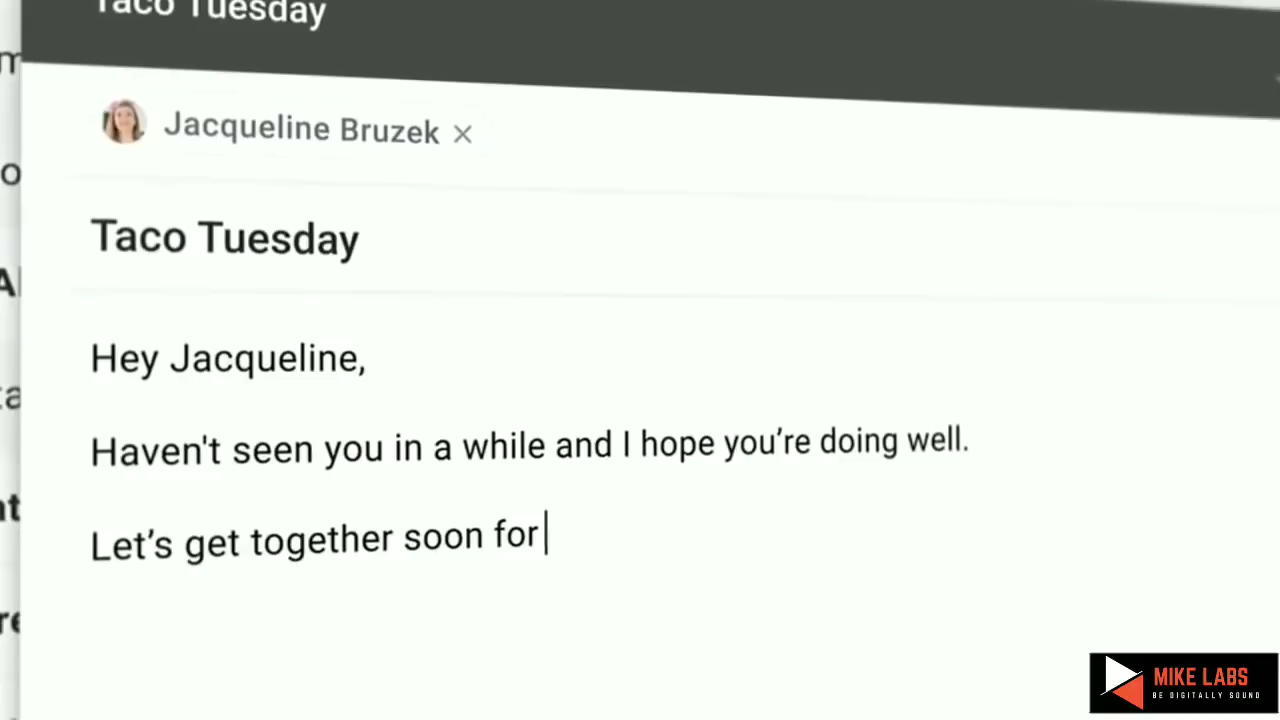 Taco Tuesday
Jacqueline Bruzek
Taco Tuesday
Hey Jacqueline,
Haven't seen you in a while and I hope you’re doing well.
Let’s get together soon for
MIKE LABS
BE DIGITALLY SOUND